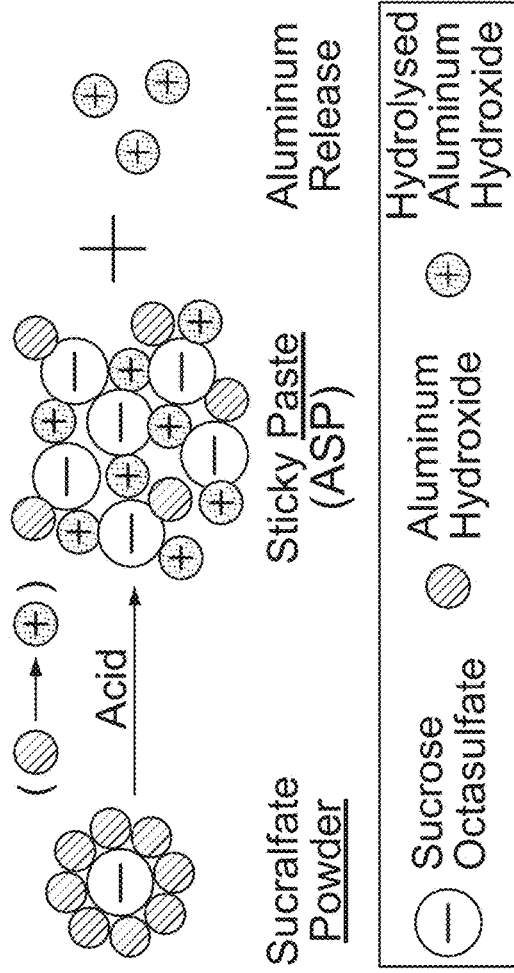 ( → + )
Acid
+
Sucralfate
Powder
Sticky Paste
(ASP)
Aluminum
Release
Sucrose
Octasulfate
Aluminum
Hydroxide
Hydrolysed
Aluminum
Hydroxide